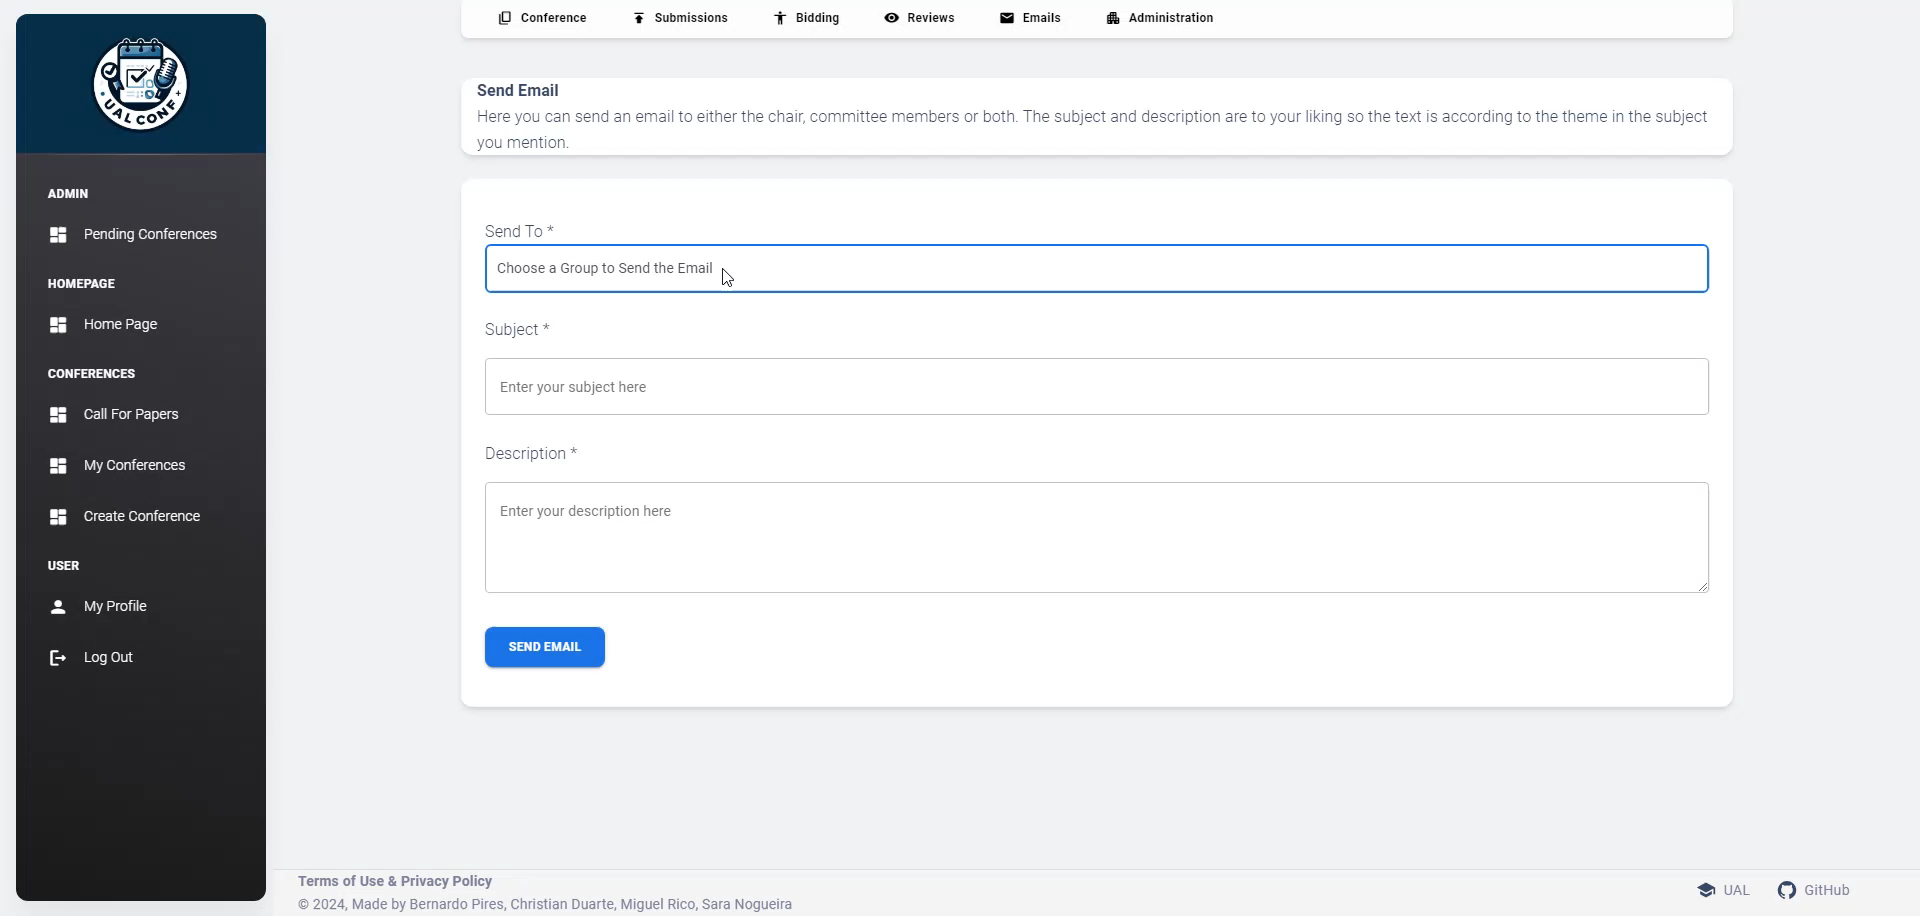 Conference
Submissions
Bidding
Reviews
Emails
Administration
UAL CONF
ADMIN
Pending Conferences
HOMEPAGE
Home Page
CONFERENCES
Call For Papers
My Conferences
Create Conference
USER
My Profile
Log Out
Send Email
Here you can send an email to either the chair, committee members or both. The subject and description are to your liking so the text is according to the theme in the subject
you mention.
Send To *
Choose a Group to Send the Email
Subject *
Enter your subject here
Description *
Enter your description here
SEND EMAIL
Terms of Use & Privacy Policy
© 2024, Made by Bernardo Pires, Christian Duarte, Miguel Rico, Sara Nogueira
UAL
GitHub